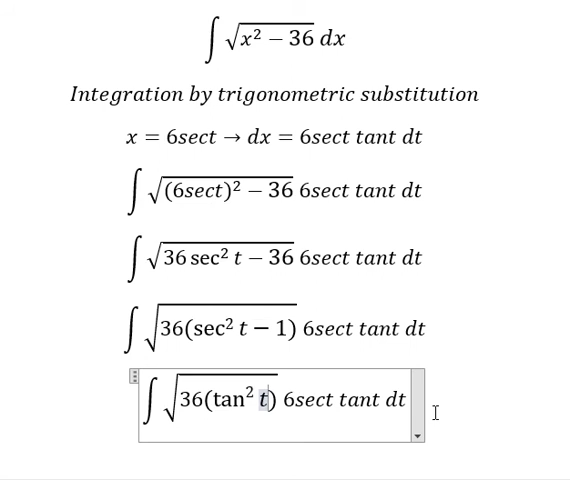 ∫ √(x² − 36) dx
Integration by trigonometric substitution
x = 6sect → dx = 6sect tant dt
∫ √((6sect)² − 36) 6sect tant dt
∫ √(36 sec² t − 36) 6sect tant dt
∫ √(36(sec² t − 1)) 6sect tant dt
∫ √(36(tan² t)) 6sect tant dt